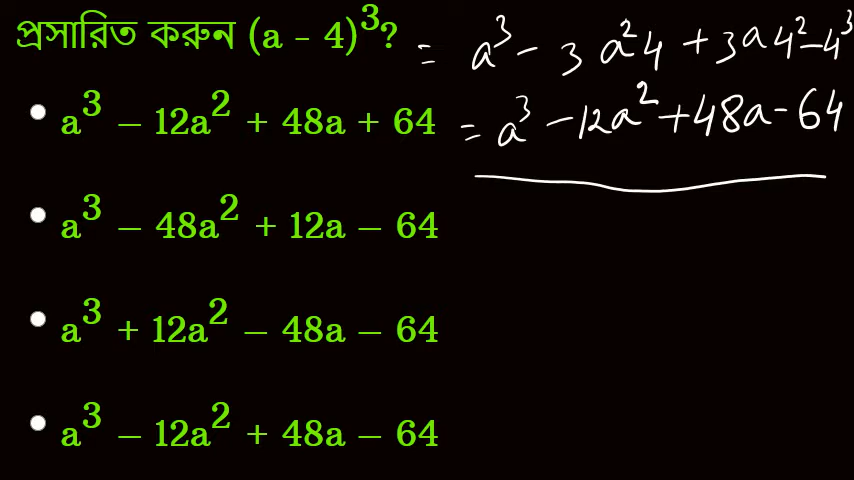 প্রসারিত করুন (a - 4)³? = a³ - 3a²4 + 3a4² - 4³
a³ – 12a² + 48a + 64
= a³ - 12a² + 48a - 64
a³ – 48a² + 12a – 64
a³ + 12a² – 48a – 64
a³ – 12a² + 48a – 64